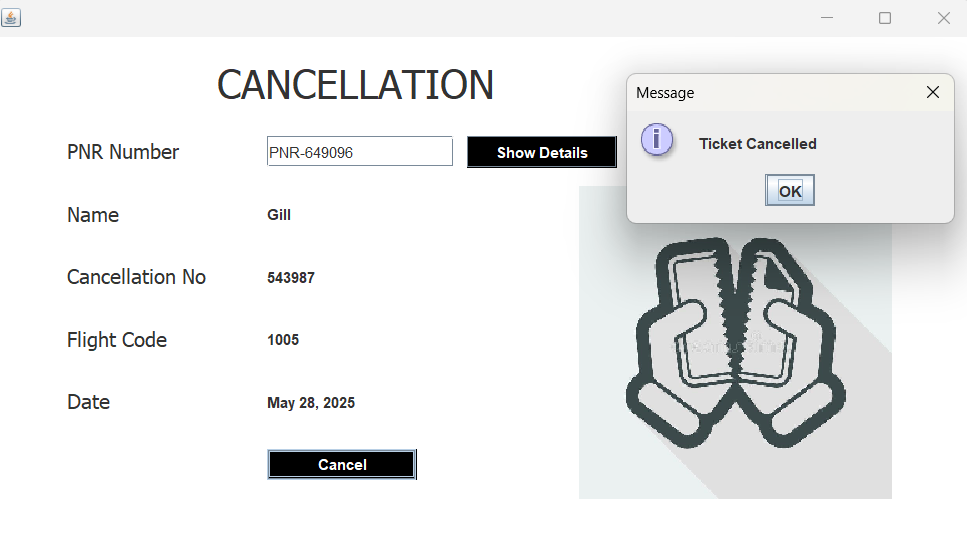 CANCELLATION
Message
Ticket Cancelled
OK
PNR Number PNR-649096 Show Details
Name Gill
Cancellation No 543987
Flight Code 1005
Date May 28, 2025
Cancel